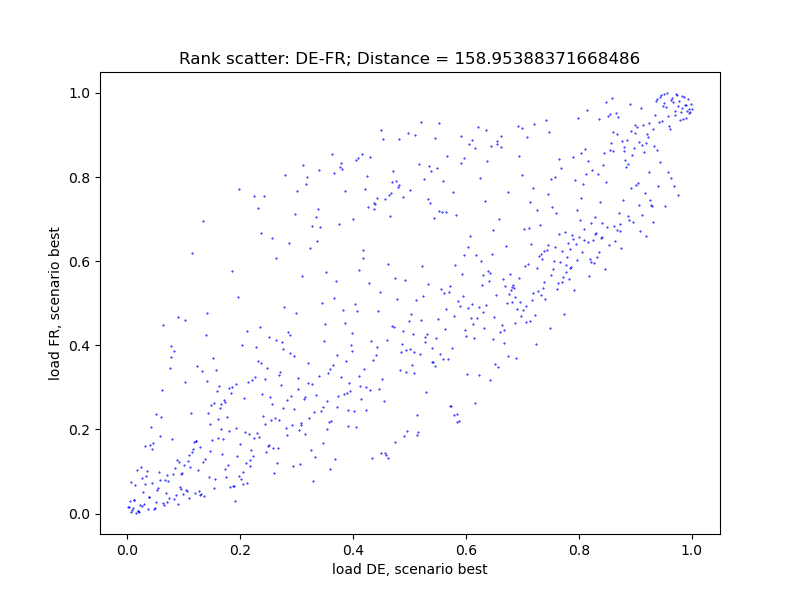 Rank scatter: DE-FR; Distance = 158.95388371668486
1.0
0.8
0.6
0.4
0.2
0.0
load FR, scenario best
0.0 0.2 0.4 0.6 0.8 1.0
load DE, scenario best